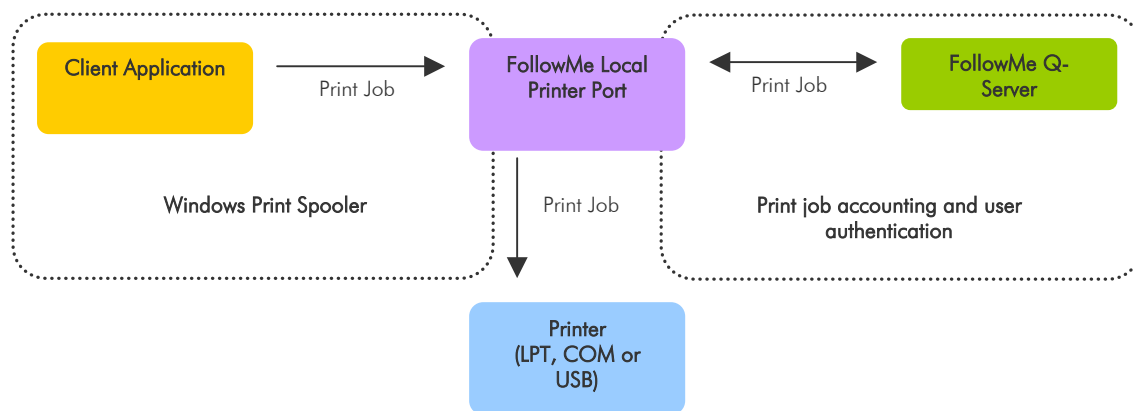 Client Application
Print Job
FollowMe Local
Printer Port
Print Job
FollowMe Q-
Server
Windows Print Spooler
Print Job
Print job accounting and user
authentication
Printer
(LPT, COM or
USB)